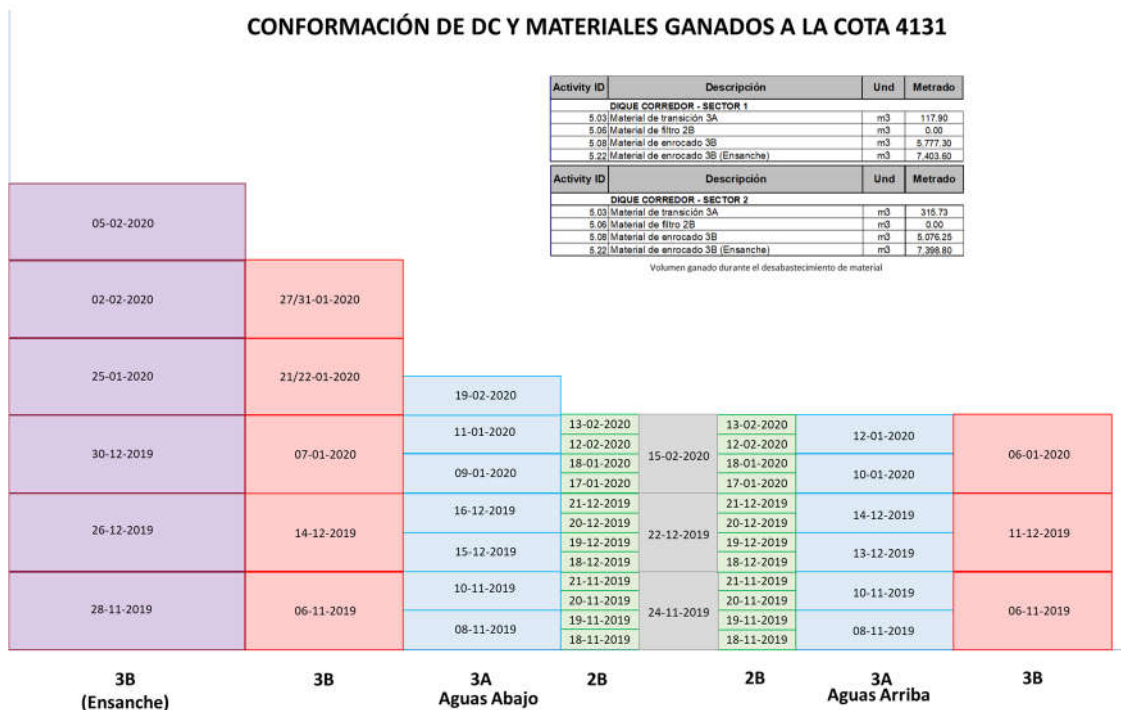 CONFORMACIÓN DE DC Y MATERIALES GANADOS A LA COTA 4131
Activity ID Descripción Und Metrado
DIQUE CORREDOR - SECTOR 1
5.03 Material de transición 3A m3 117.90
5.06 Material de filtro 2B m3 0.00
5.08 Material de enrocado 3B m3 5,777.30
5.22 Material de enrocado 3B (Ensanche) m3 7,403.60
Activity ID Descripción Und Metrado
DIQUE CORREDOR - SECTOR 2
5.03 Material de transición 3A m3 315.73
5.06 Material de filtro 2B m3 0.00
5.08 Material de enrocado 3B m3 5,076.25
5.22 Material de enrocado 3B (Ensanche) m3 7,398.80
Volumen ganado durante el desabastecimiento de material
05-02-2020
02-02-2020 27/31-01-2020
25-01-2020 21/22-01-2020
19-02-2020
13-02-2020 13-02-2020
11-01-2020 12-01-2020
12-02-2020 12-02-2020
30-12-2019 07-01-2020 15-02-2020 06-01-2020
18-01-2020 18-01-2020
09-01-2020 10-01-2020
17-01-2020 17-01-2020
21-12-2019 21-12-2019
16-12-2019 14-12-2019
20-12-2019 20-12-2019
26-12-2019 14-12-2019 22-12-2019 11-12-2019
19-12-2019 19-12-2019
15-12-2019 13-12-2019
18-12-2019 18-12-2019
21-11-2019 21-11-2019
10-11-2019 10-11-2019
20-11-2019 20-11-2019
28-11-2019 06-11-2019 24-11-2019 06-11-2019
19-11-2019 19-11-2019
08-11-2019 08-11-2019
18-11-2019 18-11-2019
3B 3B 3A 2B 2B 3A 3B
(Ensanche) Aguas Abajo Aguas Arriba